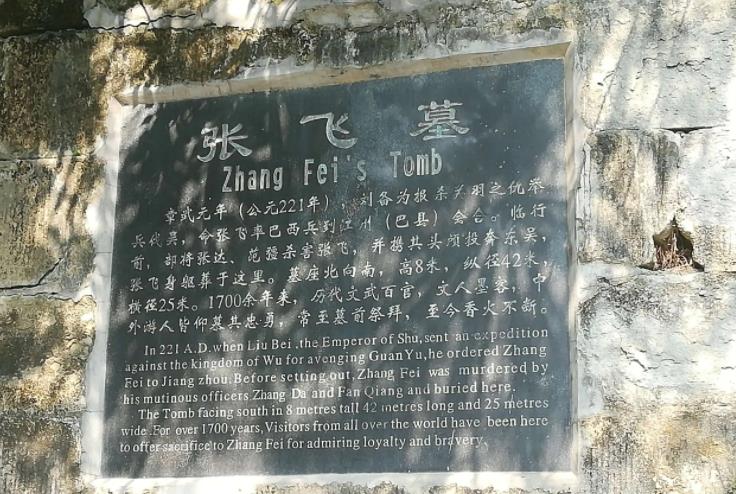 张飞墓
Zhang Fei's Tomb
章武元年（公元221年），刘备为报杀关羽之仇举
兵伐吴，命张飞率巴西兵到江州（巴县）会合。临行
前，部将张达、范疆杀害张飞，并携其头颅投奔东吴，
张飞身躯葬于这里。墓座北向南，高8米，纵径42米，
横径25米。1700余年来，历代文武百官，文人墨客，中
外游人皆仰慕其忠勇，常至墓前祭拜，至今香火不断。
In 221 A.D.when Liu Bei ,the Emperor of Shu,sent an expedition
against the kingdom of Wu for avenging Guan Yu,he ordered Zhang
Fei to Jiang zhou. Before setting out, Zhang Fei was murdered by
his mutinous officers Zhang Da and Fan Qiang and buried here.
The Tomb facing south in 8 metres tall 42 metres long and 25 metres
wide .For over 1700 years, Visitors from all over the world have been here
to offer sacrifice to Zhang Fei for admiring loyalty and bravery.